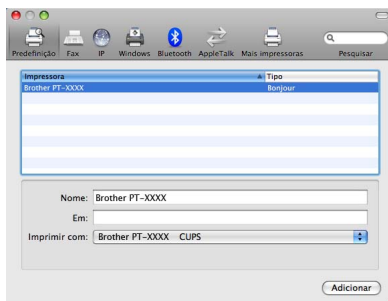 Predefinição Fax IP Windows Bluetooth AppleTalk Mais impressoras Pesquisar
Impressora Tipo
Brother PT-XXXX Bonjour
Nome: Brother PT-XXXX
Em:
Imprimir com: Brother PT-XXXX CUPS
Adicionar